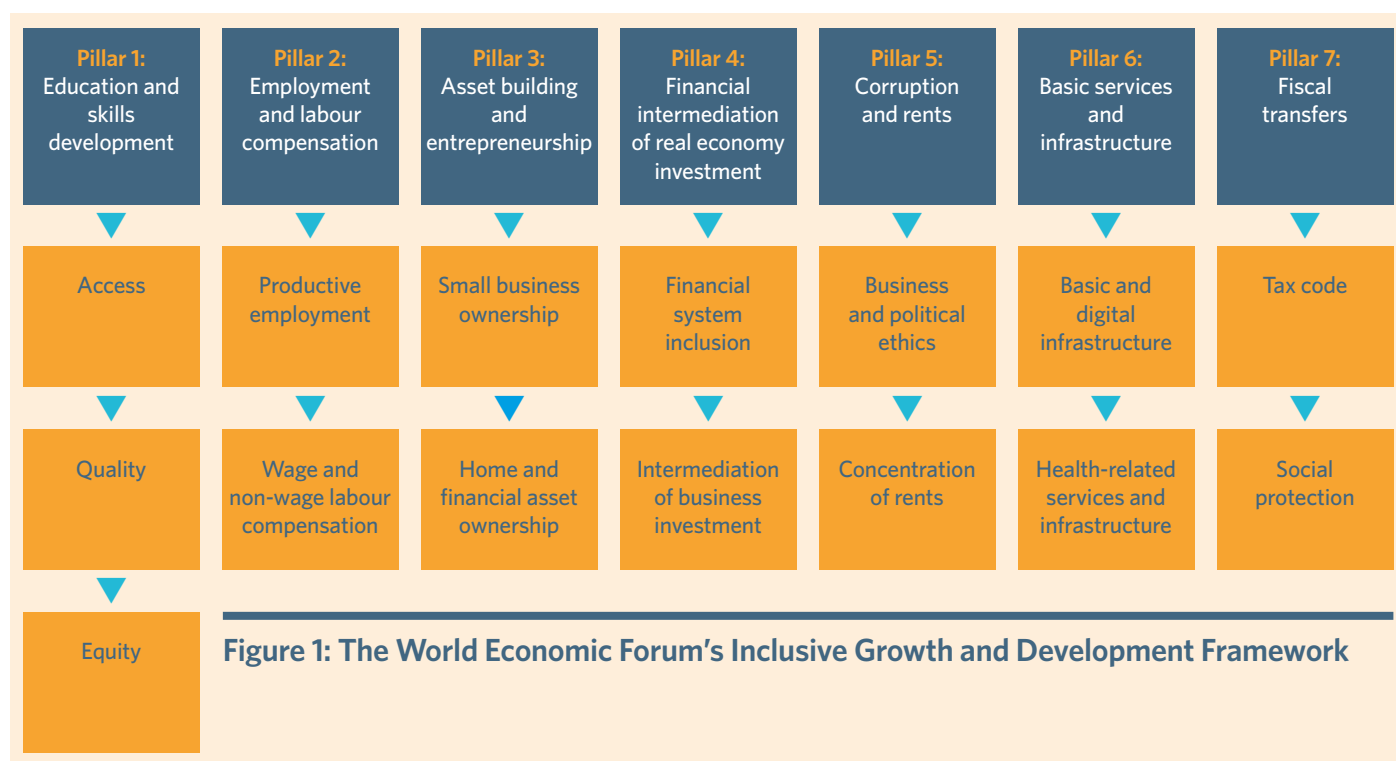 Pillar 1:
Education and
skills
development
Pillar 2:
Employment
and labour
compensation
Pillar 3:
Asset building
and
entrepreneurship
Pillar 4:
Financial
intermediation
of real economy
investment
Pillar 5:
Corruption
and rents
Pillar 6:
Basic services
and
infrastructure
Pillar 7:
Fiscal
transfers
Access
Productive
employment
Small business
ownership
Financial
system
inclusion
Business
and political
ethics
Basic and
digital
infrastructure
Tax code
Quality
Wage and
non-wage labour
compensation
Home and
financial asset
ownership
Intermediation
of business
investment
Concentration
of rents
Health-related
services and
infrastructure
Social
protection
Equity
Figure 1: The World Economic Forum's Inclusive Growth and Development Framework